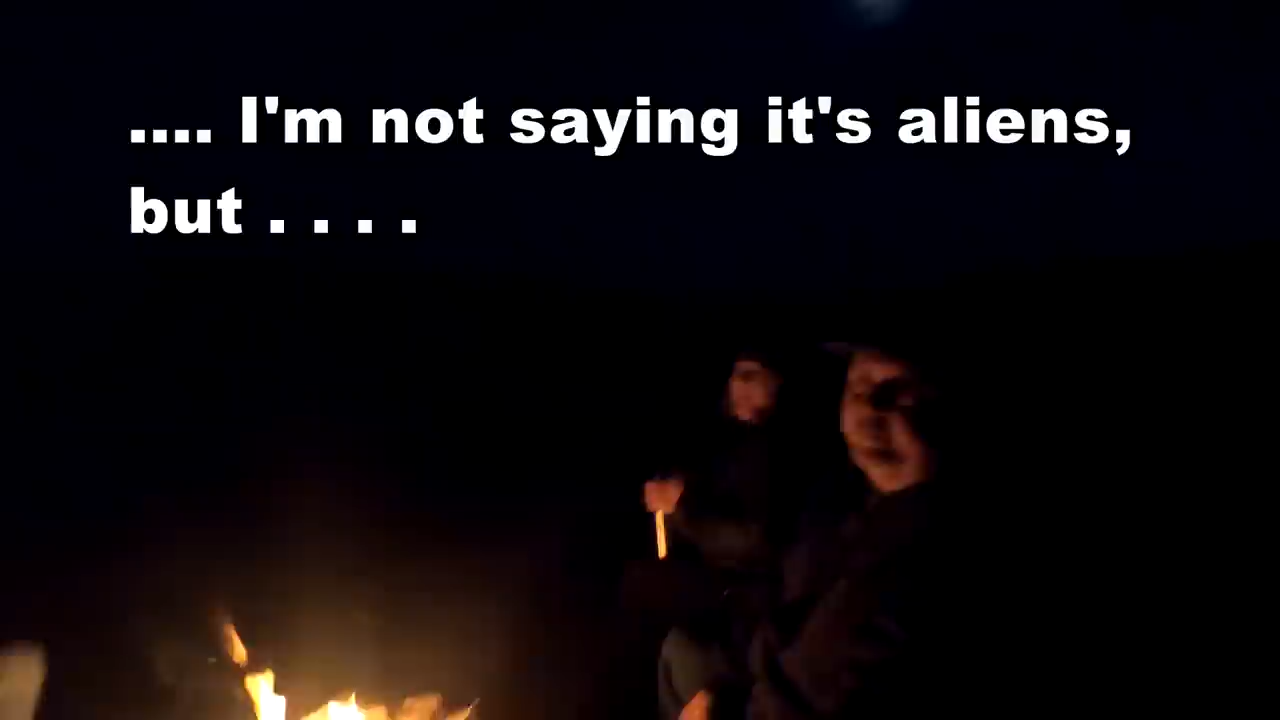 .... I'm not saying it's aliens,
but . . . .